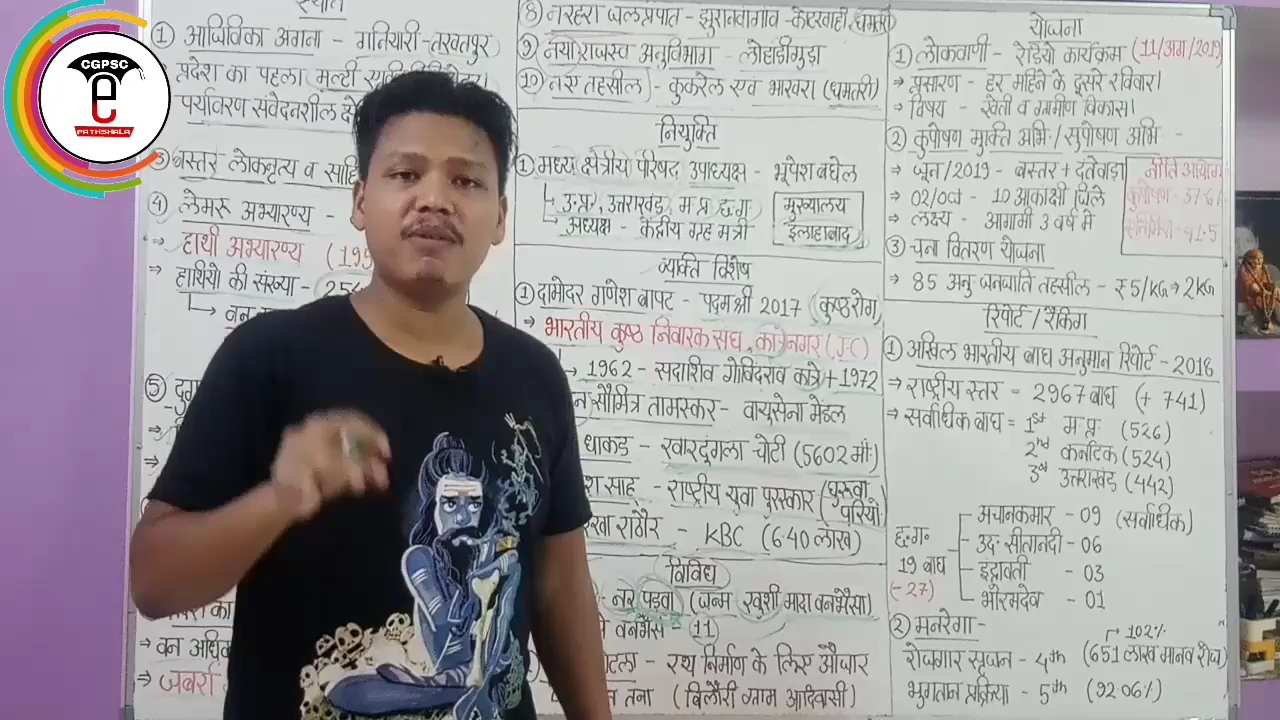 CGPSC
e
PATHSHALA
स्थान
① आजिविका अंगना - गनियारी-तखतपुर
प्रदेश का पहला मल्टी
पर्यावरण संवेदनशील
③ बस्तर लोकनृत्य व
④ लेमरू अभ्यारण्य -
→ हाथी अभ्यारण्य (19
→ हाथियो की संख्या - 25
⑤
→ वन
→ जबर्रा
⑧ नरहरा जलप्रपात - झुरानवागांव - कोटरवाही (धमतरी)
⑨ नयी राजस्व अनुविभाग - लोहांडीगुड़ा
⑩ नए तहसील - कुकरेल एवं भाखरा (धमतरी)
नियुक्ति
① मध्य क्षेत्रीय परिषद उपाध्यक्ष - भूपेश बघेल
उ.प्र., उत्तराखंड, म.प्र. छ.ग.
अध्यक्ष - केंद्रीय गृह मंत्री
मुख्यालय
इलाहाबाद
व्यक्ति विशेष
① दामोदर गणेश बापट - पदमश्री 2017 (कुष्ठरोग)
→ भारतीय कुष्ठ निवारक संघ, कात्रेनगर (J-C)
→ 1962 - सदाशिव गोविंदराव कात्रे + 1972
सौमित्र तामस्कर - वायुसेना मेडल
धाकड - खारदुंगला चोटी (5602 मी.)
साहू - राष्ट्रीय युवा पुरस्कार (घुरूवा
राठौर - KBC (6.40 लाख)
विविध
नर पड़वा (जन्म खुशी मादा वनभैंसा)
वनभैंस - 11
- रथ निर्माण के लिए औजार
तना (बिलौरी ग्राम आदिवासी)
योजना
① लोकवाणी - रेडियो कार्यक्रम (11/अग/2019)
→ प्रसारण - हर महिने के दुसरे रविवार।
→ विषय - खेती व ग्रामीण विकास।
② कुपोषण मुक्ति अभि/सुपोषण अभि -
→ जून/2019 - बस्तर + दंतेवाड़ा
→ 02/oct - 10 आकांक्षी जिले
→ लक्ष्य - आगामी 3 वर्ष में
नीति आयोग
कुपोषण - 37.6%
एनिमिया - 41.5
③ चना वितरण योजना
→ 85 अनु. जनजाति तहसील - ₹5/KG → 2KG
रिपोर्ट / रैंकिंग
① अखिल भारतीय बाघ अनुमान रिपोर्ट - 2018
→ राष्ट्रीय स्तर = 2967 बाघ (+ 741)
→ सर्वाधिक बाघ = 1st म.प्र. (526)
2nd कर्नाटक (524)
3rd उत्तराखंड (442)
छ.ग.
19 बाघ
(-27)
अचानकमार - 09 (सर्वाधिक)
उद. सीतानदी - 06
इंद्रावती - 03
भोरमदेव - 01
② मनरेगा -
→ 102%
रोजगार सृजन - 4th (651 लाख मानव रोज)
भुगतान प्रक्रिया - 5th (92.06%)